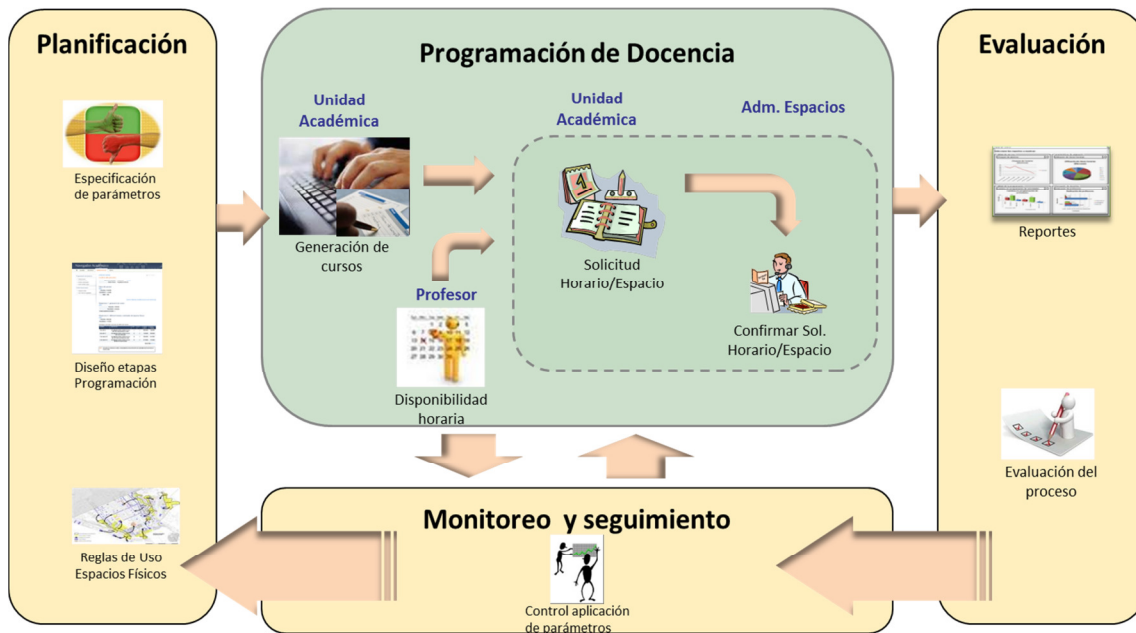 Planificación
Especificación
de parámetros
Diseño etapas
Programación
Reglas de Uso
Espacios Físicos
Programación de Docencia
Unidad
Académica
Generación de
cursos
Profesor
Disponibilidad
horaria
Unidad
Académica
Solicitud
Horario/Espacio
Adm. Espacios
Confirmar Sol.
Horario/Espacio
Monitoreo y seguimiento
Control aplicación
de parámetros
Evaluación
Reportes
Evaluación del
proceso